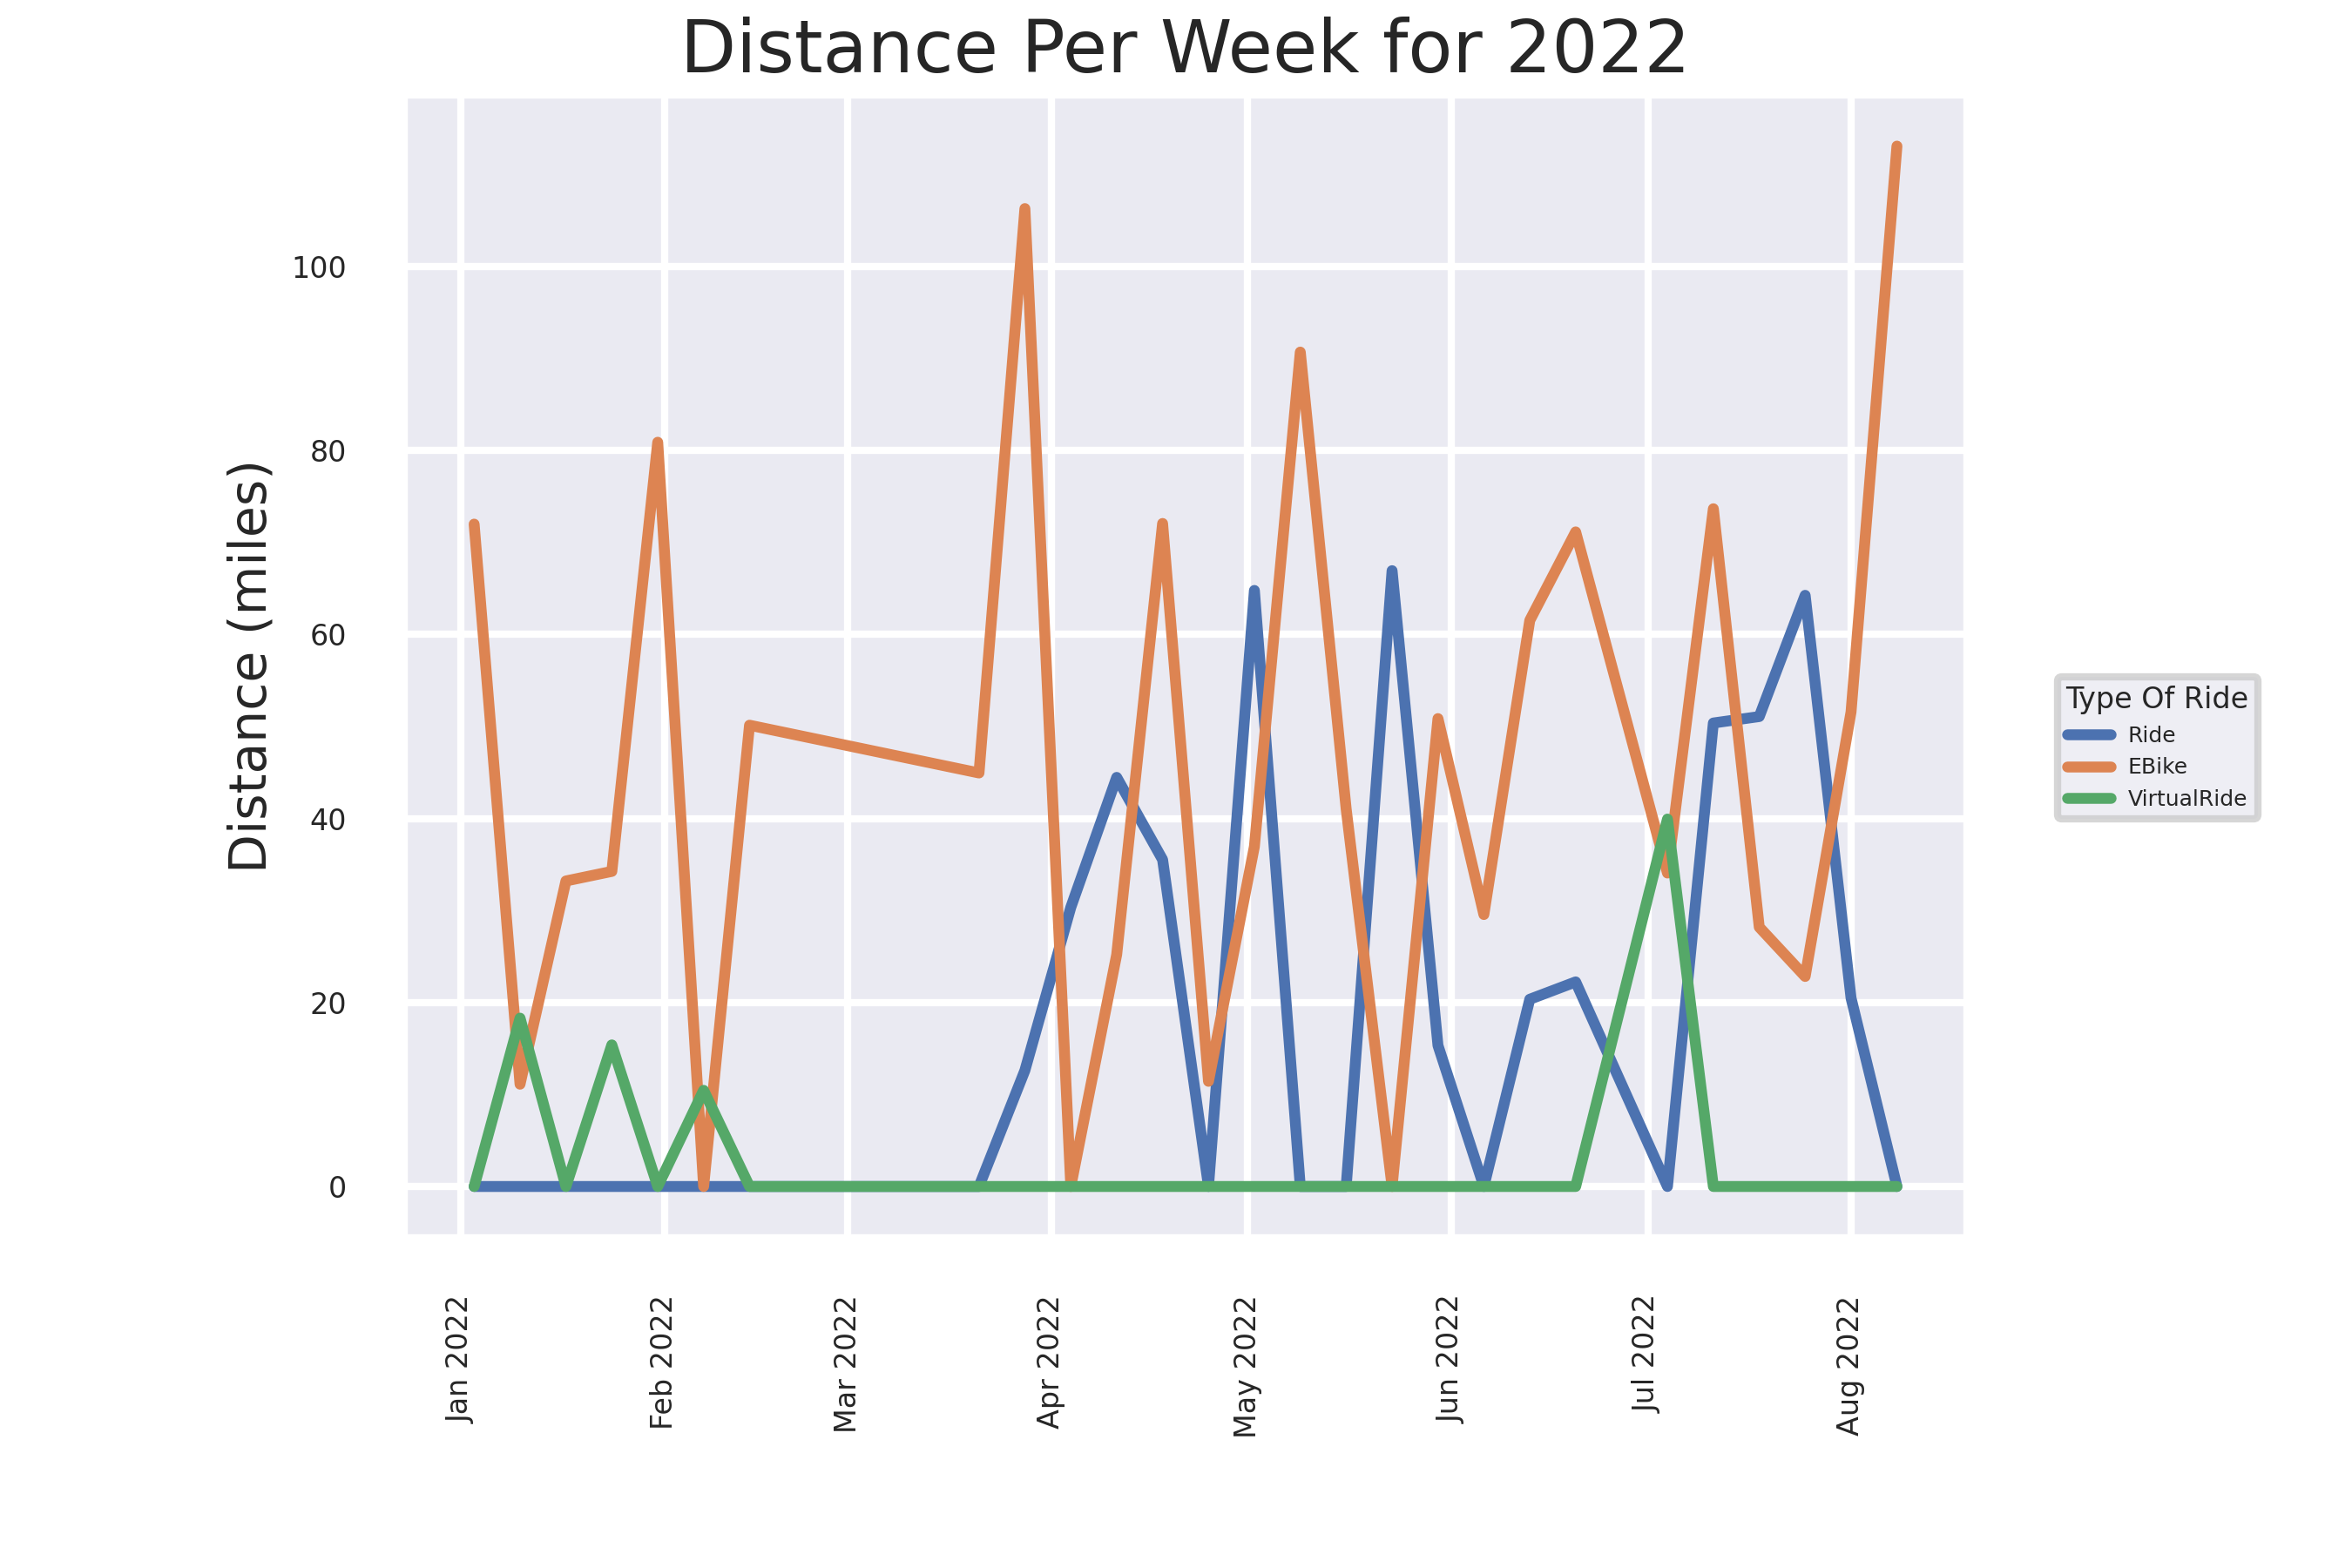 Distance Per Week for 2022
Distance (miles)
100
80
60
40
20
0
Jan 2022
Feb 2022
Mar 2022
Apr 2022
May 2022
Jun 2022
Jul 2022
Aug 2022
Type Of Ride
Ride
EBike
VirtualRide